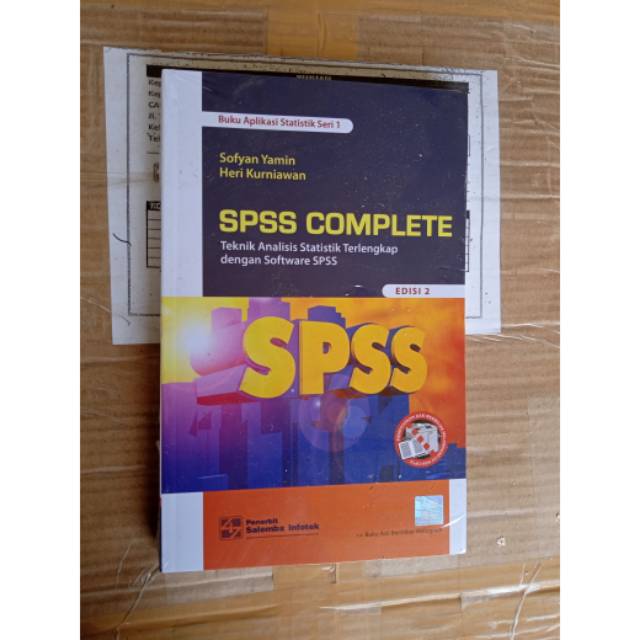 Buku Aplikasi Statistik Seri 1
Sofyan Yamin
Heri Kurniawan
SPSS COMPLETE
Teknik Analisis Statistik Terlengkap
dengan Software SPSS
EDISI 2
SPSS
Penerbit
Salemba Infotek